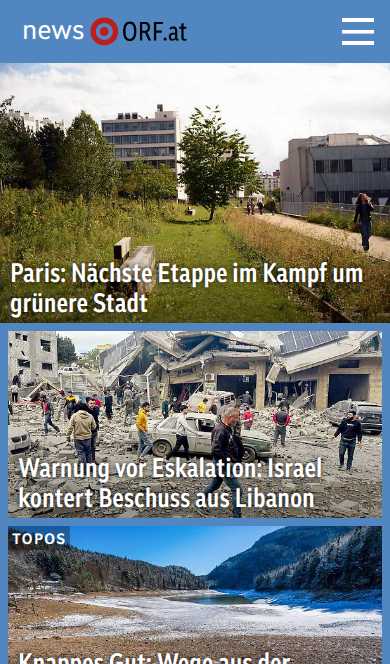 news ORF.at
Paris: Nächste Etappe im Kampf um
grünere Stadt
Warnung vor Eskalation: Israel
kontert Beschuss aus Libanon
TOPOS
Knappes Gut: Wege aus der